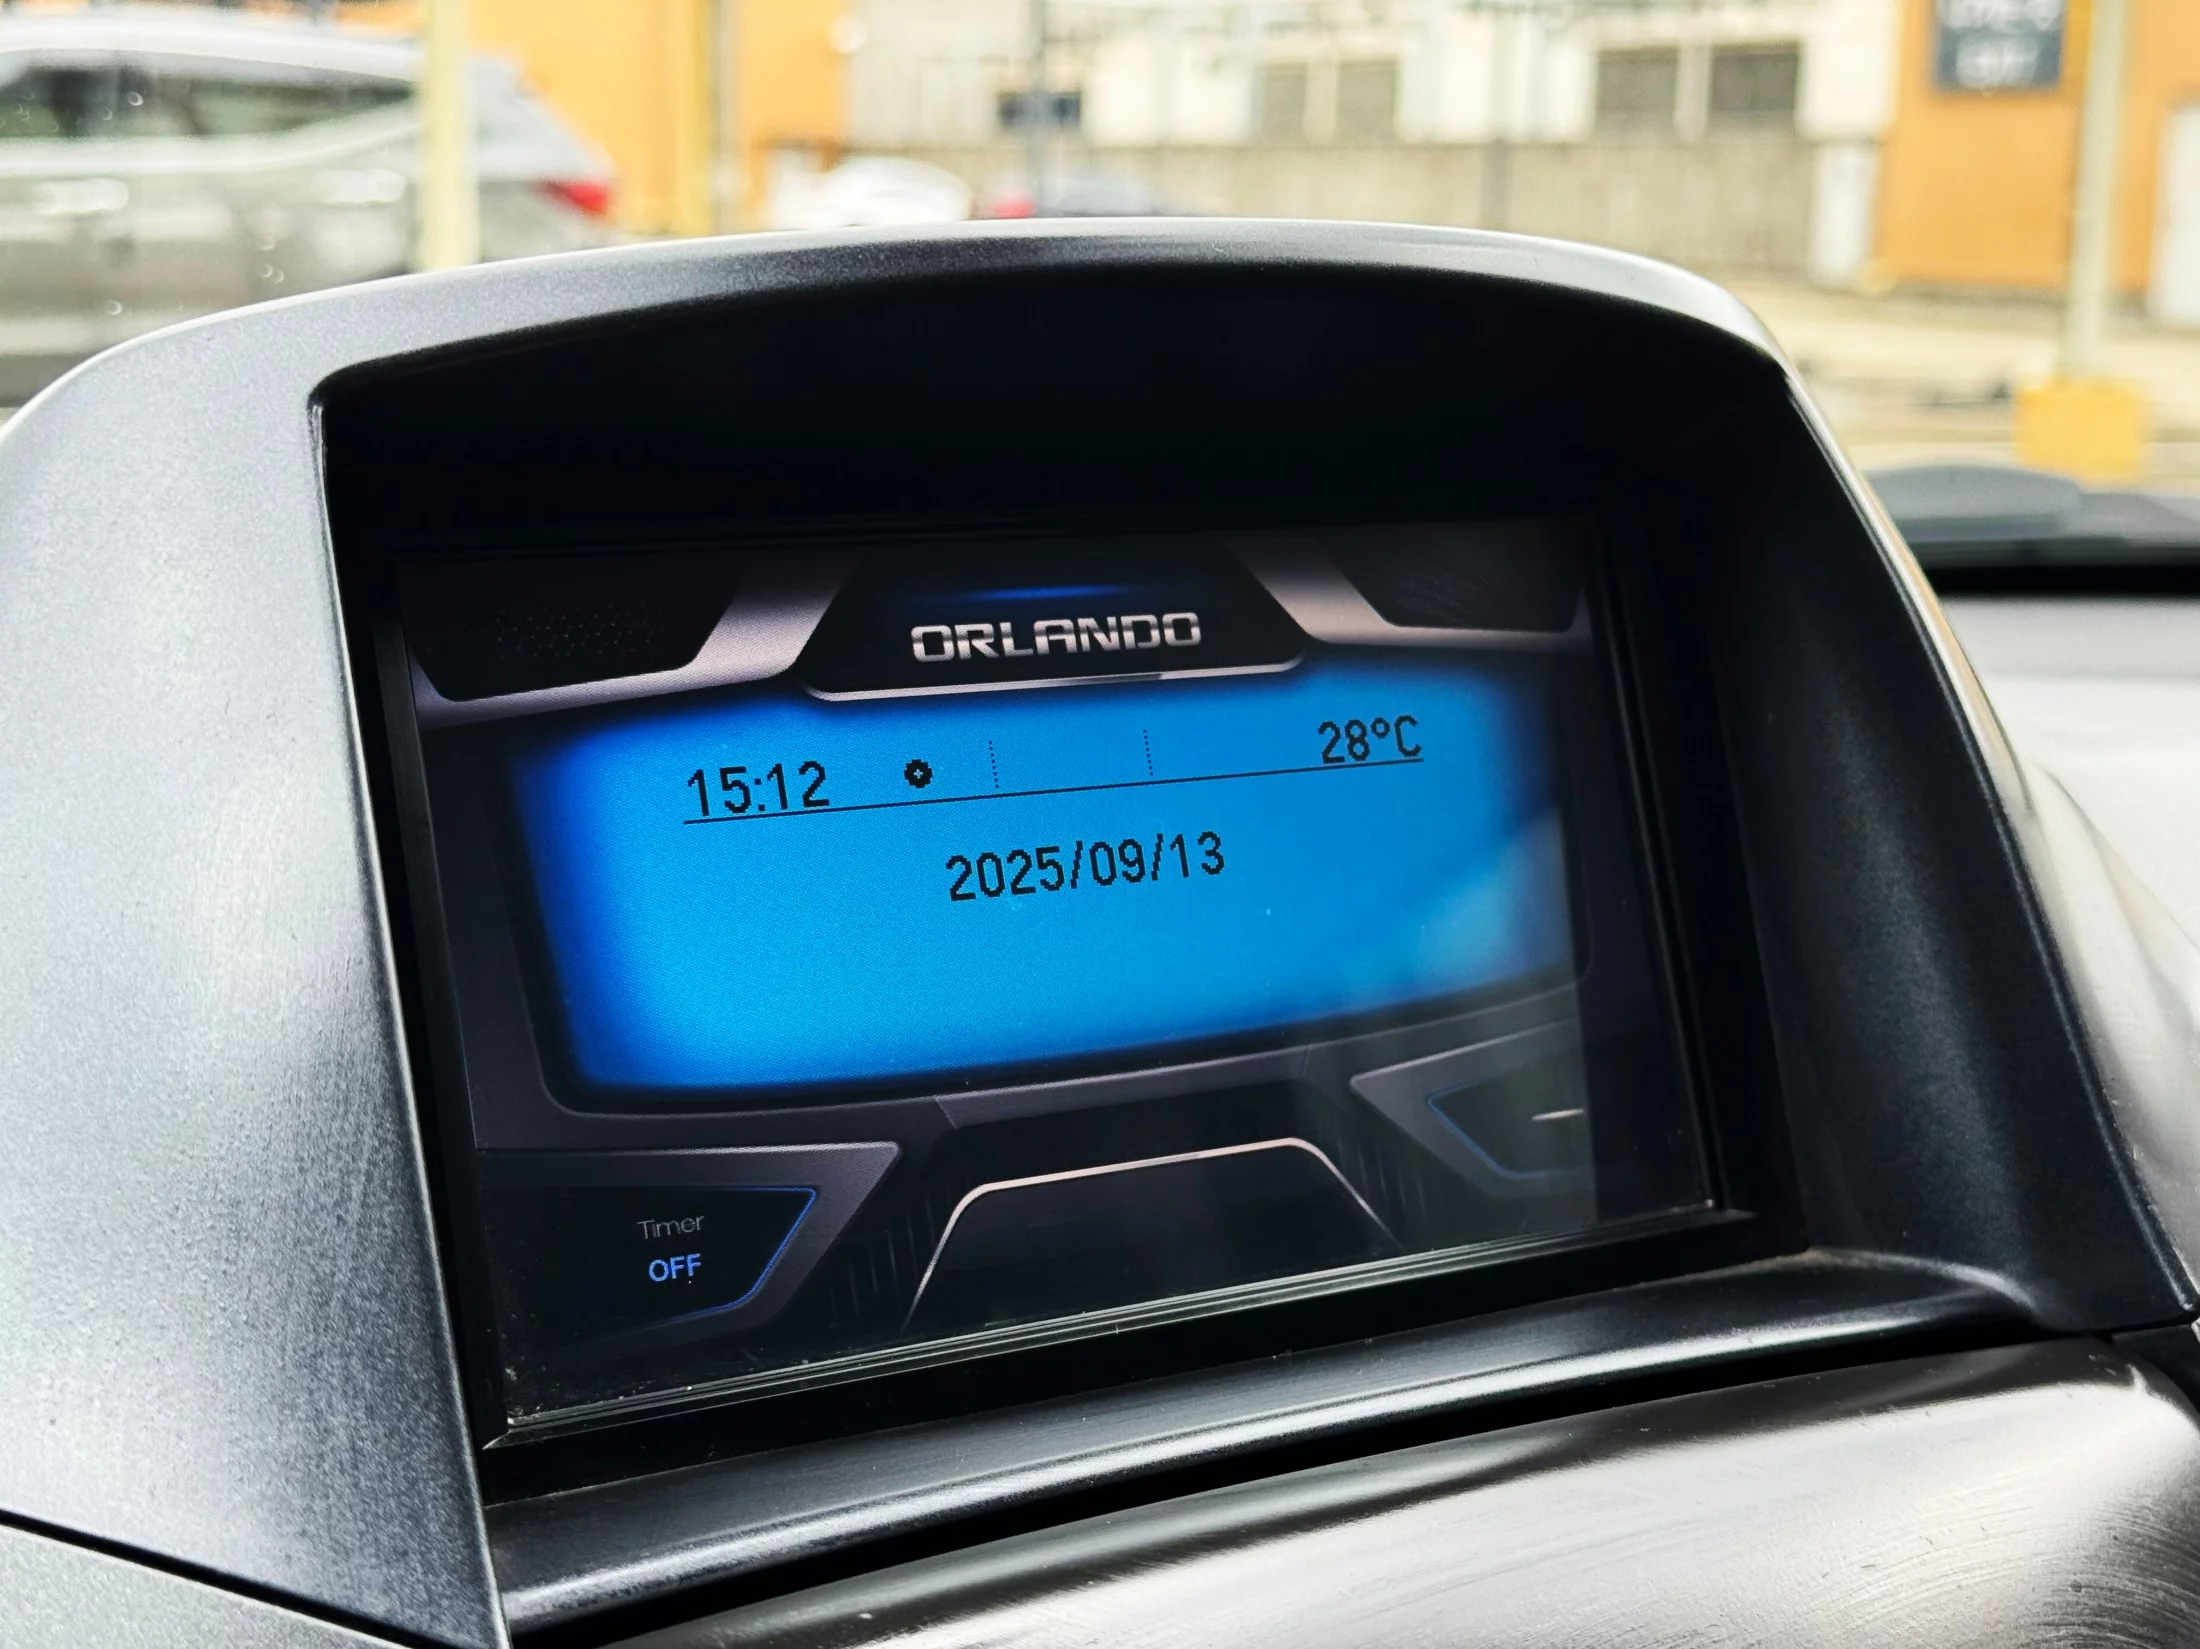 ORLANDO
15:12 28°C
2025/09/13
Timer
OFF